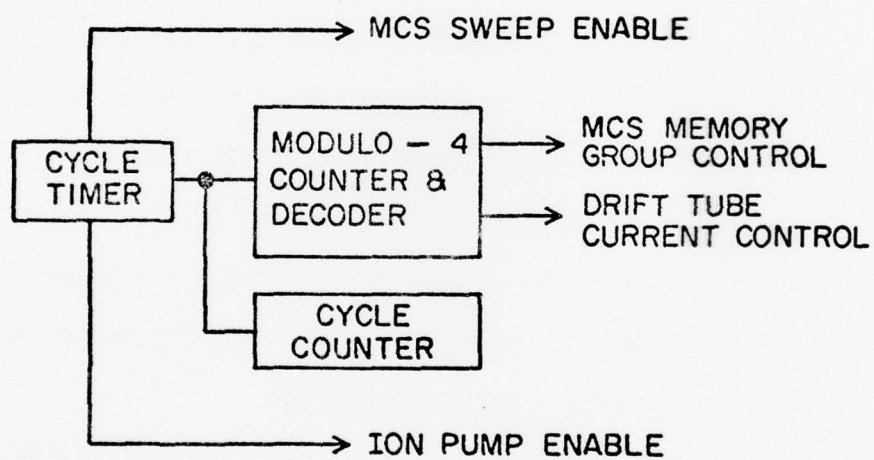 MCS SWEEP ENABLE
CYCLE
TIMER
MODULO - 4
COUNTER &
DECODER
MCS MEMORY
GROUP CONTROL
DRIFT TUBE
CURRENT CONTROL
CYCLE
COUNTER
ION PUMP ENABLE